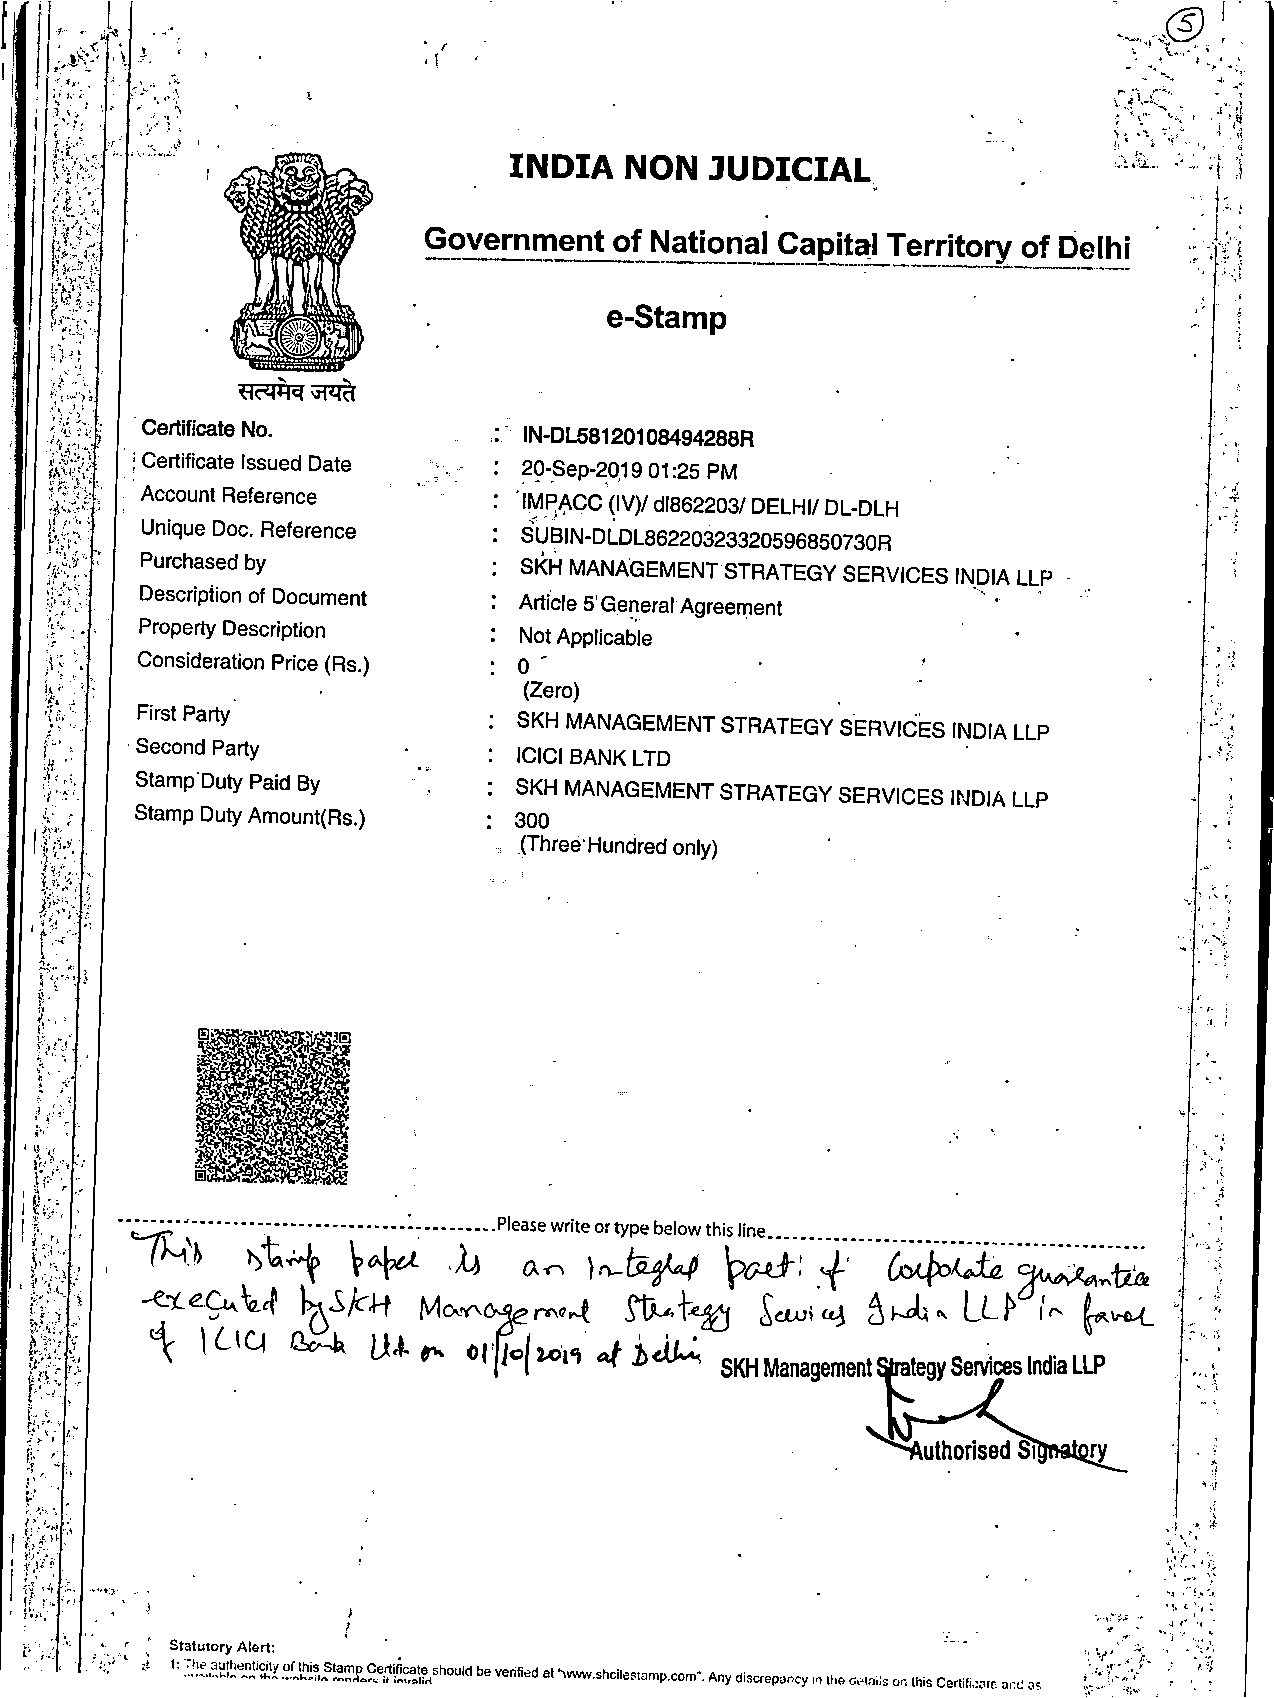 5
INDIA NON JUDICIAL
Government of National Capital Territory of Delhi
e-Stamp
सत्यमेव जयते
Certificate No. : IN-DL58120108494288R
Certificate Issued Date : 20-Sep-2019 01:25 PM
Account Reference : IMPACC (IV)/ dl862203/ DELHI/ DL-DLH
Unique Doc. Reference : SUBIN-DLDL86220323320596850730R
Purchased by : SKH MANAGEMENT STRATEGY SERVICES INDIA LLP
Description of Document : Article 5 General Agreement
Property Description : Not Applicable
Consideration Price (Rs.) : 0
(Zero)
First Party : SKH MANAGEMENT STRATEGY SERVICES INDIA LLP
Second Party : ICICI BANK LTD
Stamp Duty Paid By : SKH MANAGEMENT STRATEGY SERVICES INDIA LLP
Stamp Duty Amount(Rs.) : 300
(Three Hundred only)
Please write or type below this line
This stamp paper is an integral part of Corporate guarantee
executed by SKH Management Strategy Services India LLP in favor
of ICICI Bank Ltd on 01/10/2019 at Delhi
SKH Management Strategy Services India LLP
Authorised Signatory
Statutory Alert:
1: The authenticity of this Stamp Certificate should be verified at "www.shcilestamp.com". Any discrepancy in the details on this Certificate and as
available on the website renders it invalid